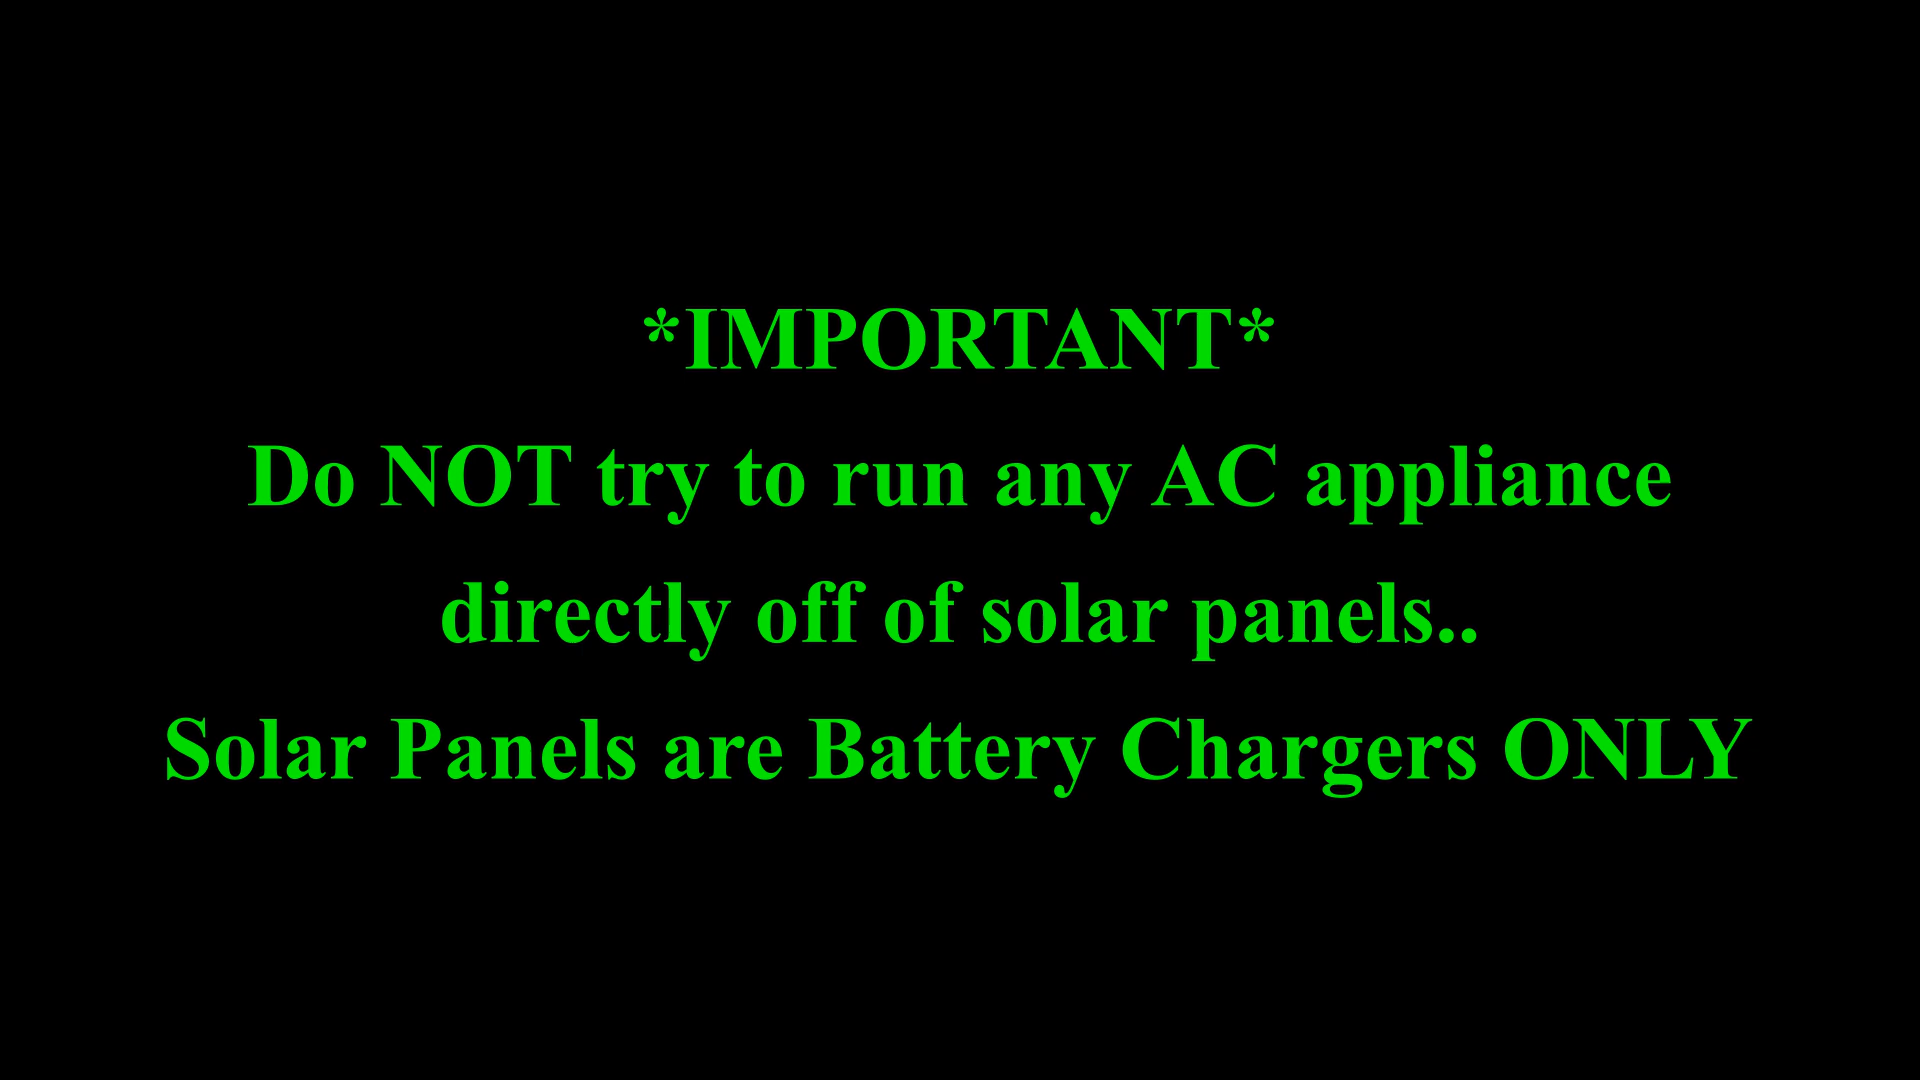 *IMPORTANT*
Do NOT try to run any AC appliance
directly off of solar panels..
Solar Panels are Battery Chargers ONLY